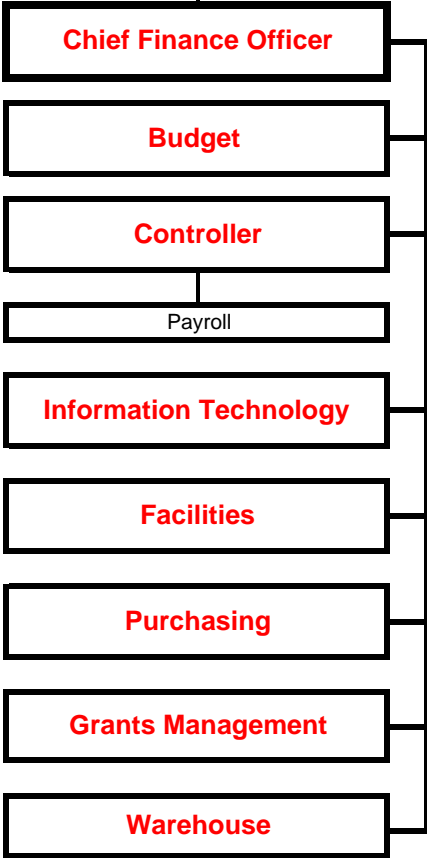 Chief Finance Officer
Budget
Controller
Payroll
Information Technology
Facilities
Purchasing
Grants Management
Warehouse